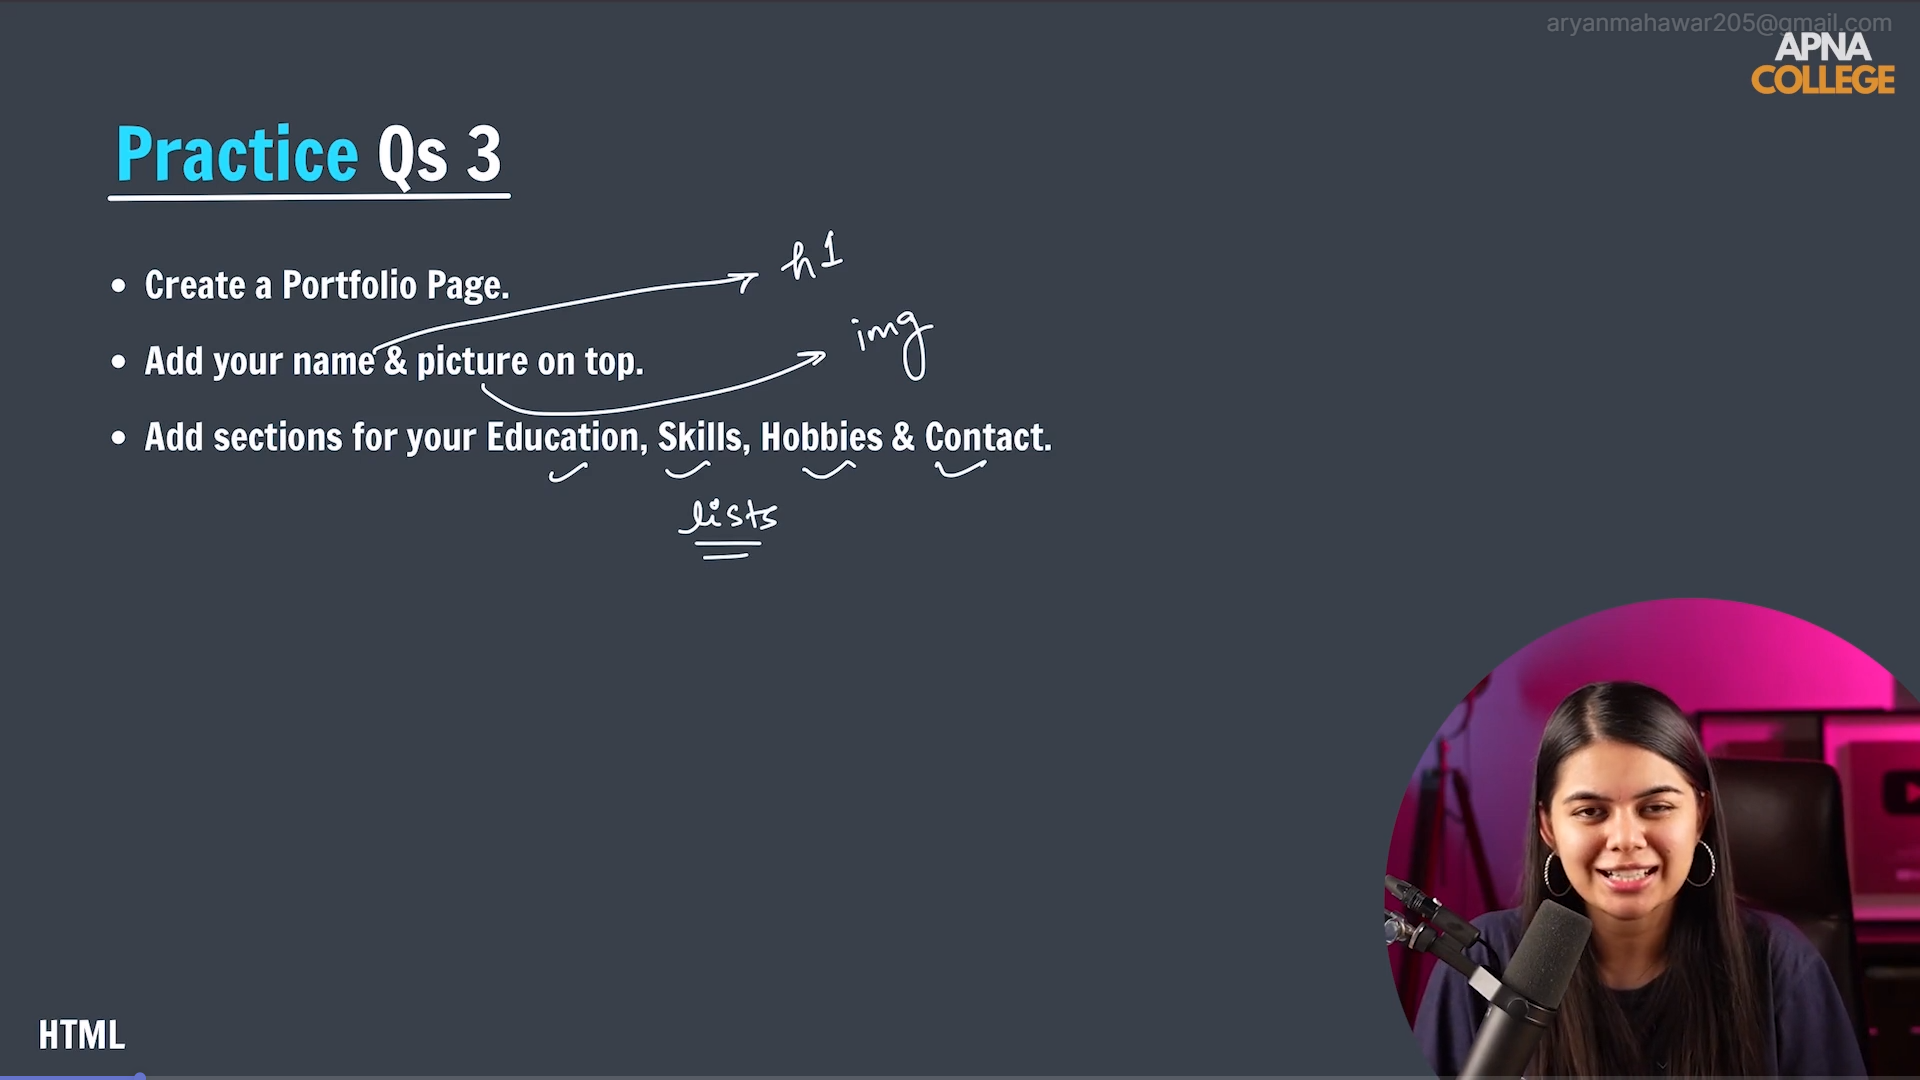 aryanmahawar205@gmail.com
APNA
COLLEGE
Practice Qs 3
h1
• Create a Portfolio Page.
img
• Add your name & picture on top.
• Add sections for your Education, Skills, Hobbies & Contact.
lists
HTML